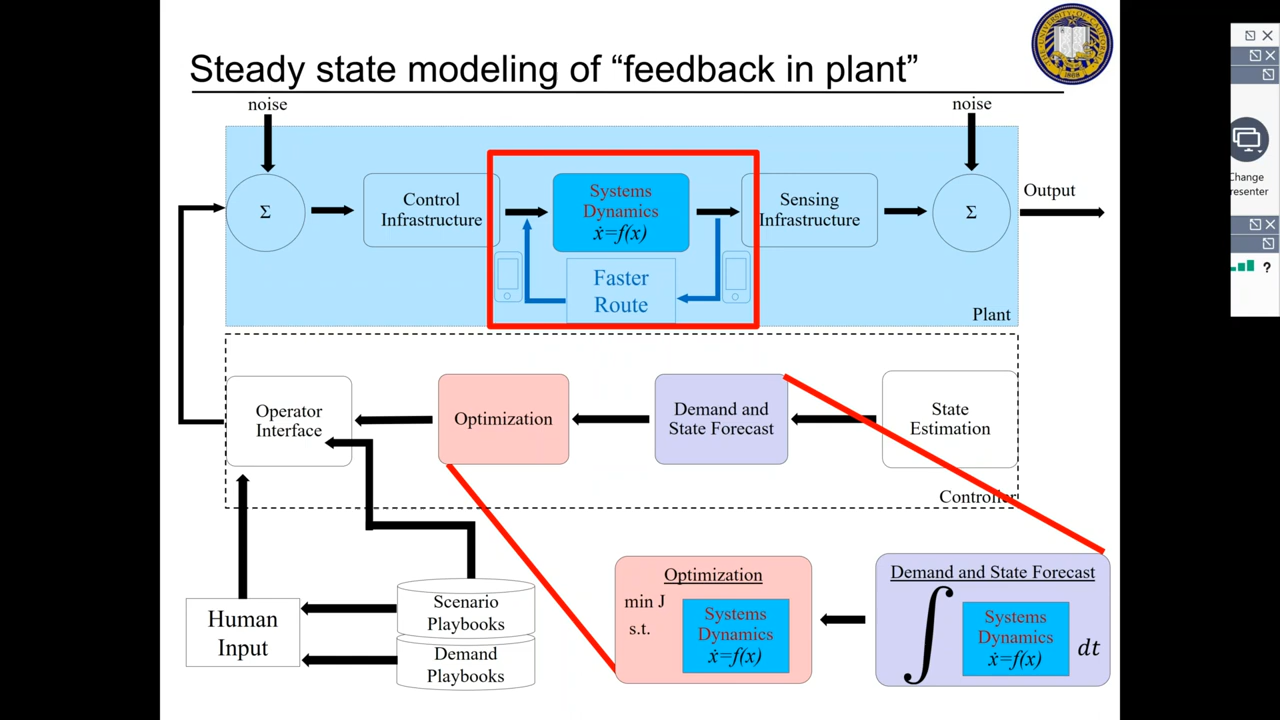 Steady state modeling of “feedback in plant”
noise
noise
Σ
Control
Infrastructure
Systems
Dynamics
ẋ=f(x)
Sensing
Infrastructure
Σ
Output
Faster
Route
Plant
Operator
Interface
Optimization
Demand and
State Forecast
State
Estimation
Controller
Human
Input
Scenario
Playbooks
Demand
Playbooks
Optimization
min J
s.t.
Systems
Dynamics
ẋ=f(x)
Demand and State Forecast
∫
Systems
Dynamics
ẋ=f(x)
dt
Change
resenter
?